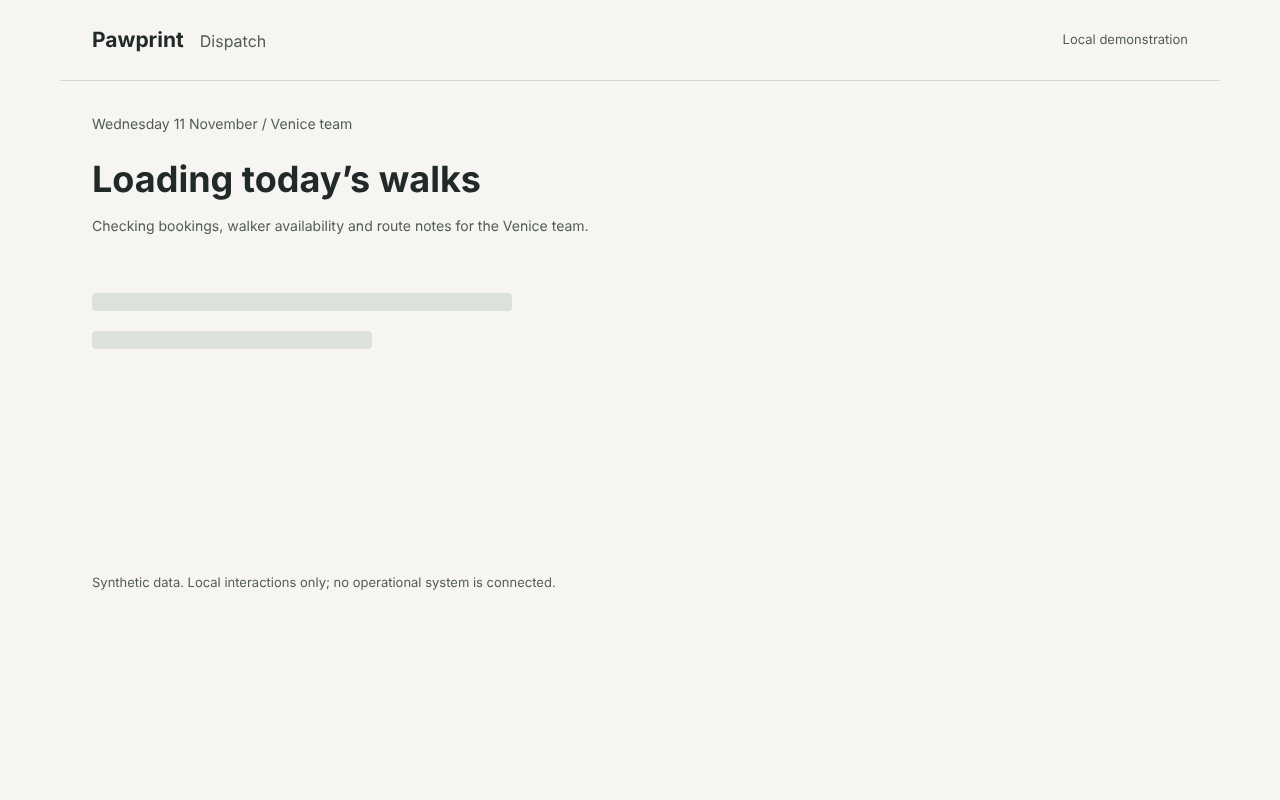 Pawprint Dispatch
Local demonstration
Wednesday 11 November / Venice team
Loading today’s walks
Checking bookings, walker availability and route notes for the Venice team.
Synthetic data. Local interactions only; no operational system is connected.